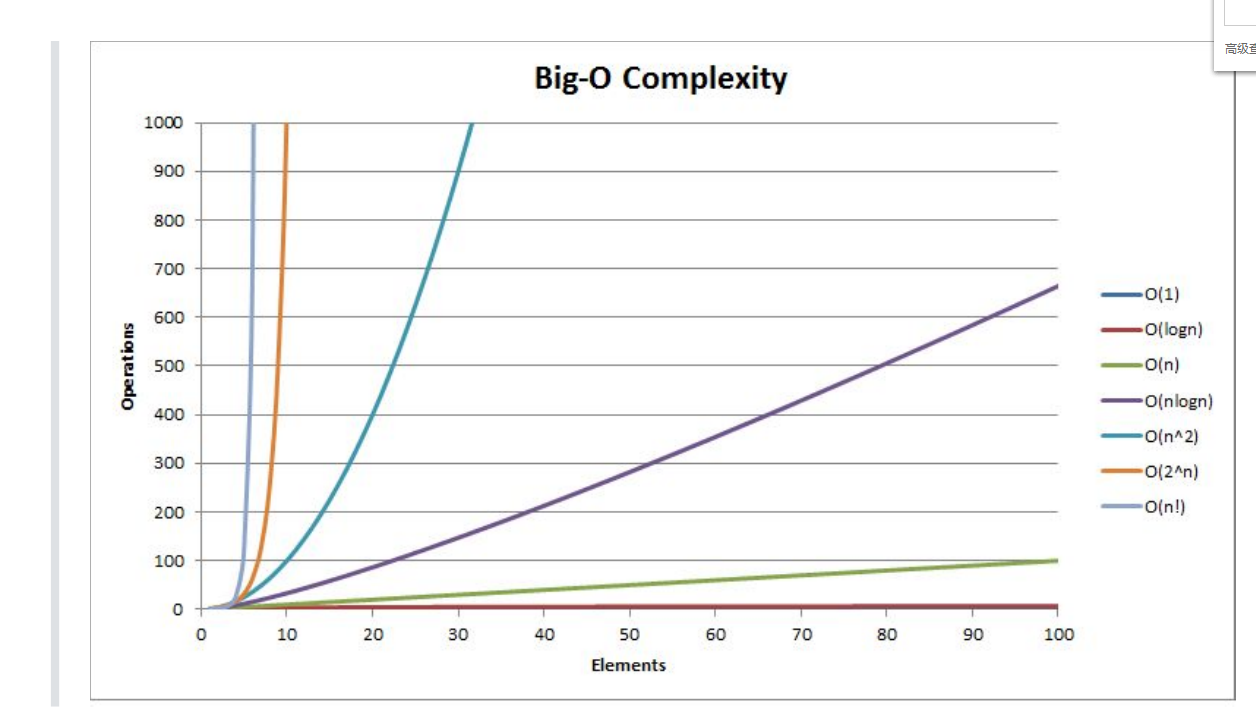 高级
Big-O Complexity
1000
900
800
700
600
500
400
300
200
100
0
Operations
0 10 20 30 40 50 60 70 80 90 100
Elements
O(1)
O(logn)
O(n)
O(nlogn)
O(n^2)
O(2^n)
O(n!)